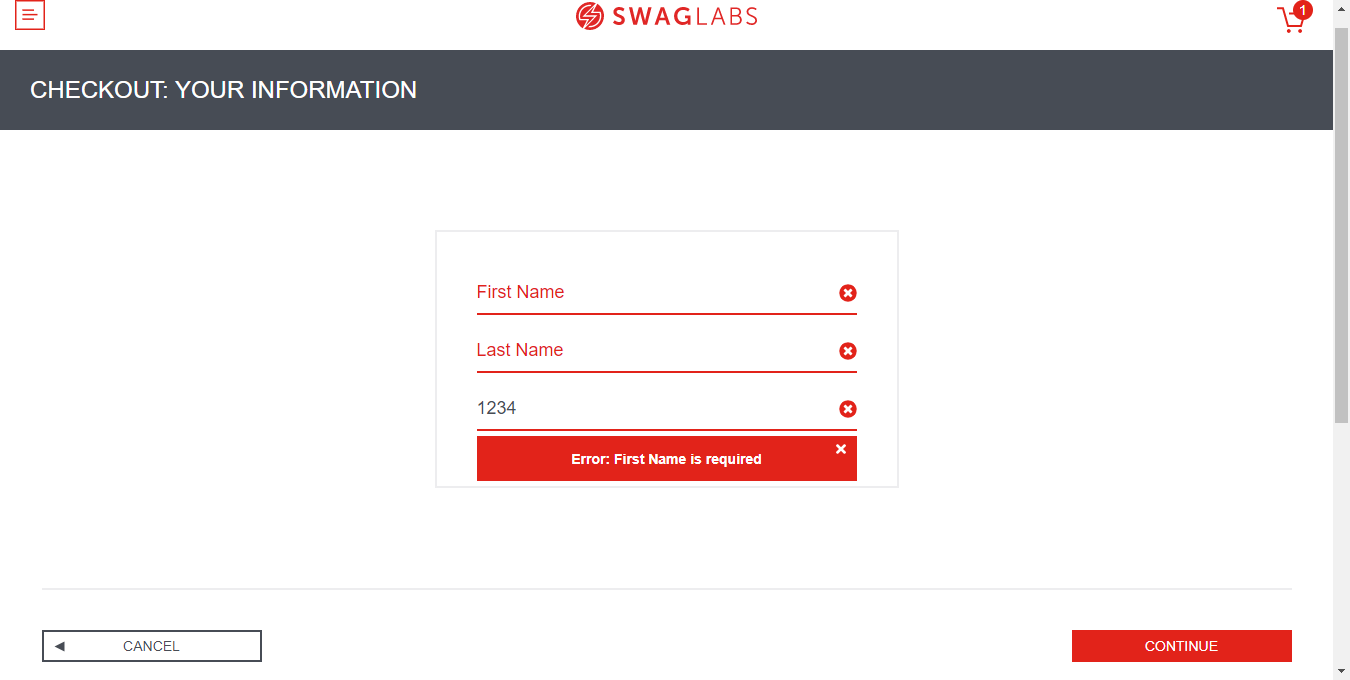 SWAGLABS
1
CHECKOUT: YOUR INFORMATION
First Name
Last Name
1234
Error: First Name is required
CANCEL
CONTINUE